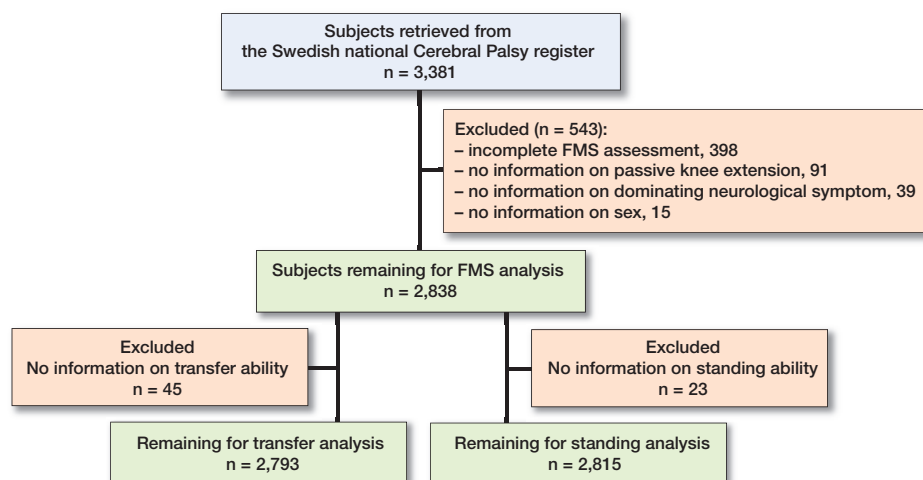 Subjects retrieved from
the Swedish national Cerebral Palsy register
n = 3,381
Excluded (n = 543):
– incomplete FMS assessment, 398
– no information on passive knee extension, 91
– no information on dominating neurological symptom, 39
– no information on sex, 15
Subjects remaining for FMS analysis
n = 2,838
Excluded
No information on transfer ability
n = 45
Excluded
No information on standing ability
n = 23
Remaining for transfer analysis
n = 2,793
Remaining for standing analysis
n = 2,815